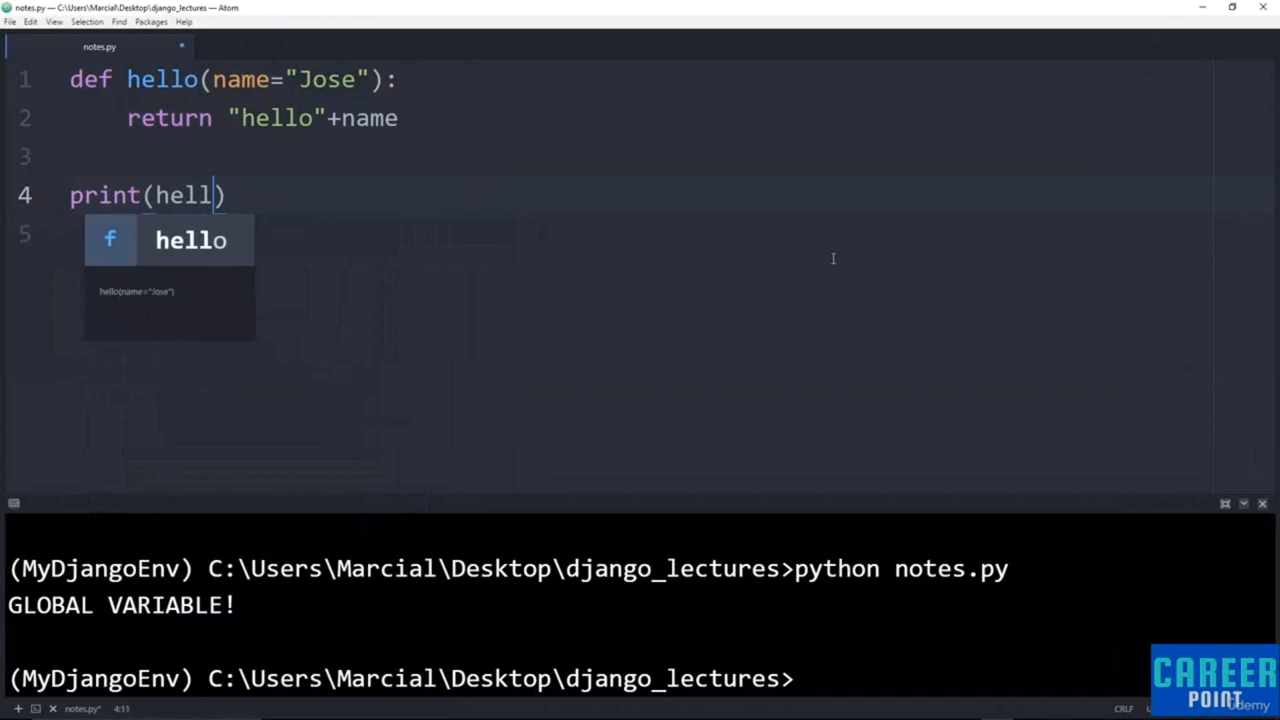 notes.py — C:\Users\Marcial\Desktop\django_lectures — Atom
File Edit View Selection Find Packages Help
notes.py
1 def hello(name="Jose"):
2 return "hello"+name
3
4 print(hell)
5
f hello
hello(name="Jose")
(MyDjangoEnv) C:\Users\Marcial\Desktop\django_lectures>python notes.py
GLOBAL VARIABLE!
(MyDjangoEnv) C:\Users\Marcial\Desktop\django_lectures>
CAREER
POINT
Udemy
notes.py* 4:11 CRLF